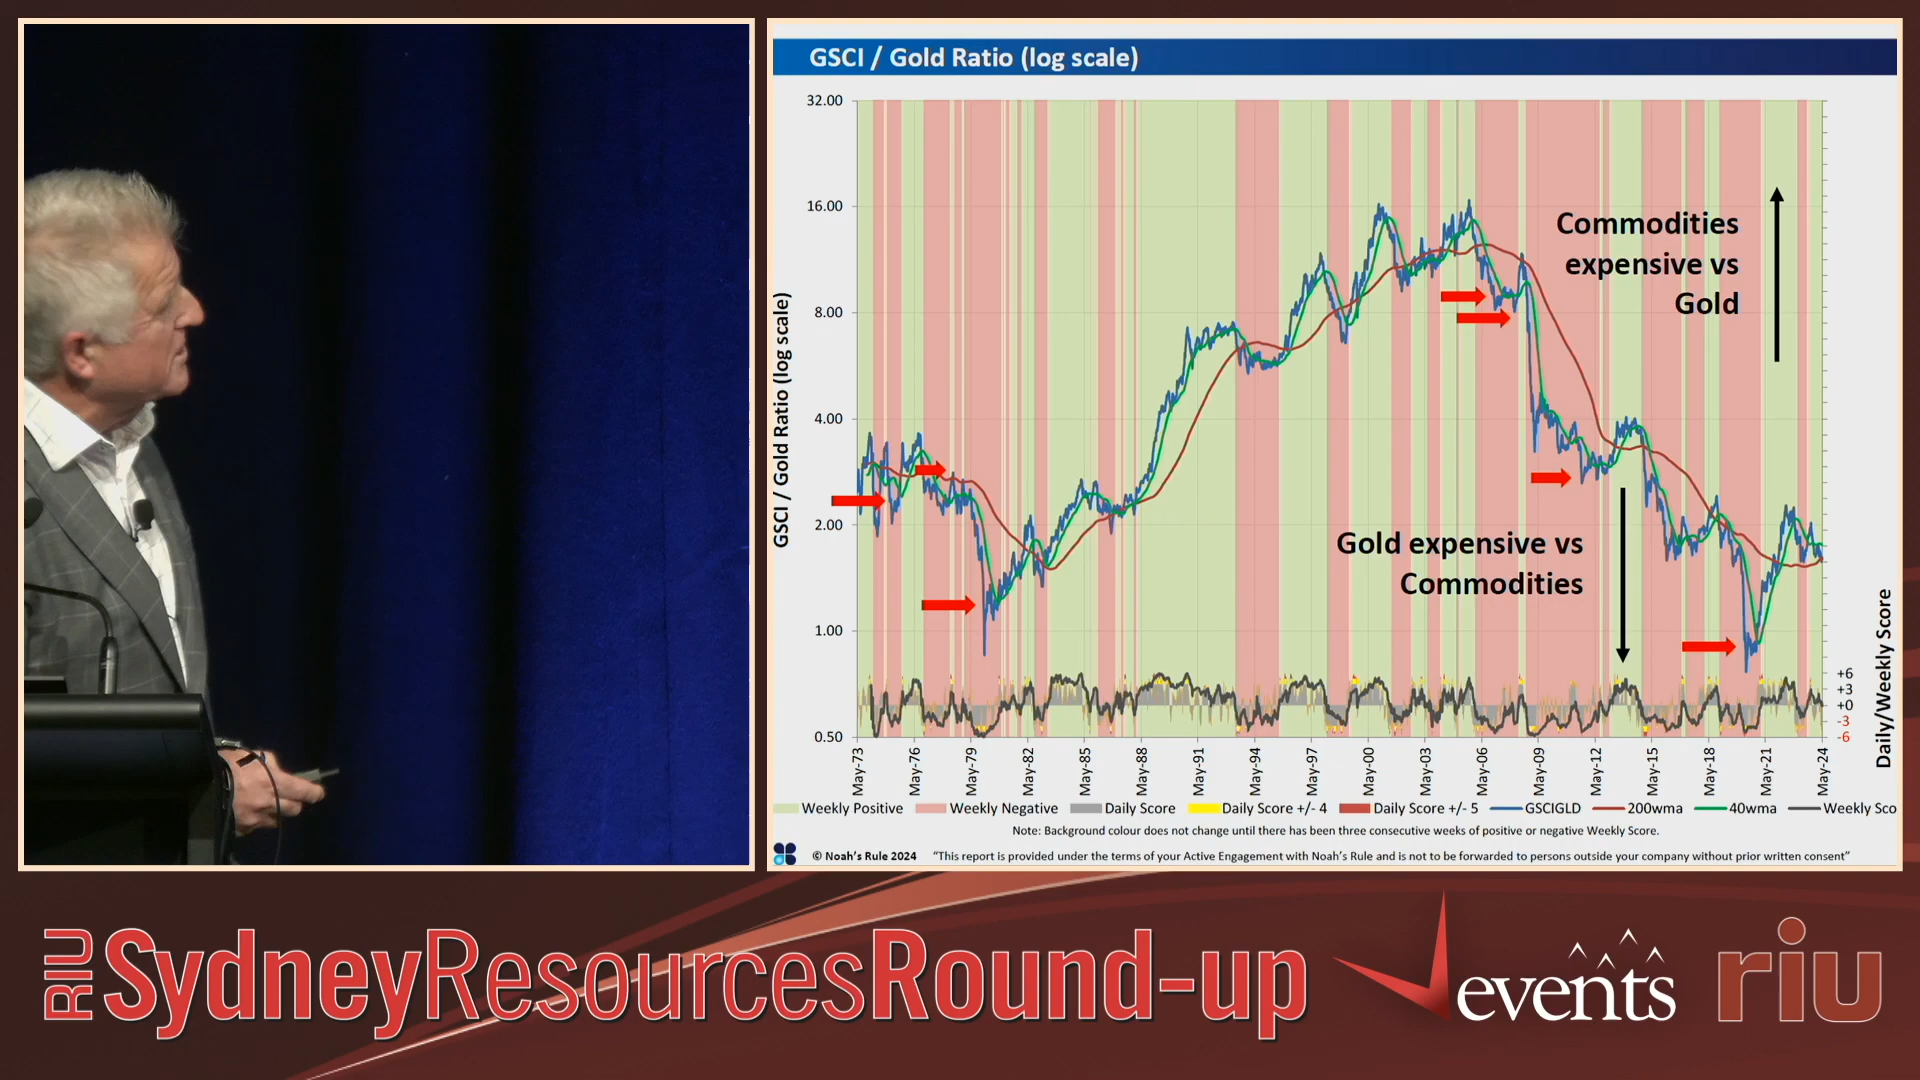 GSCI / Gold Ratio (log scale)
GSCI / Gold Ratio (log scale)
32.00
16.00
8.00
4.00
2.00
1.00
0.50
Commodities
expensive vs
Gold
Gold expensive vs
Commodities
+6
+3
+0
-3
-6
Daily/Weekly Score
May-73
May-76
May-79
May-82
May-85
May-88
May-91
May-94
May-97
May-00
May-03
May-06
May-09
May-12
May-15
May-18
May-21
May-24
Weekly Positive Weekly Negative Daily Score Daily Score +/- 4 Daily Score +/- 5 GSCIGLD 200wma 40wma Weekly Sco
Note: Background colour does not change until there has been three consecutive weeks of positive or negative Weekly Score.
© Noah's Rule 2024 "This report is provided under the terms of your Active Engagement with Noah's Rule and is not to be forwarded to persons outside your company without prior written consent"
RIU SydneyResourcesRound-up
events
riu